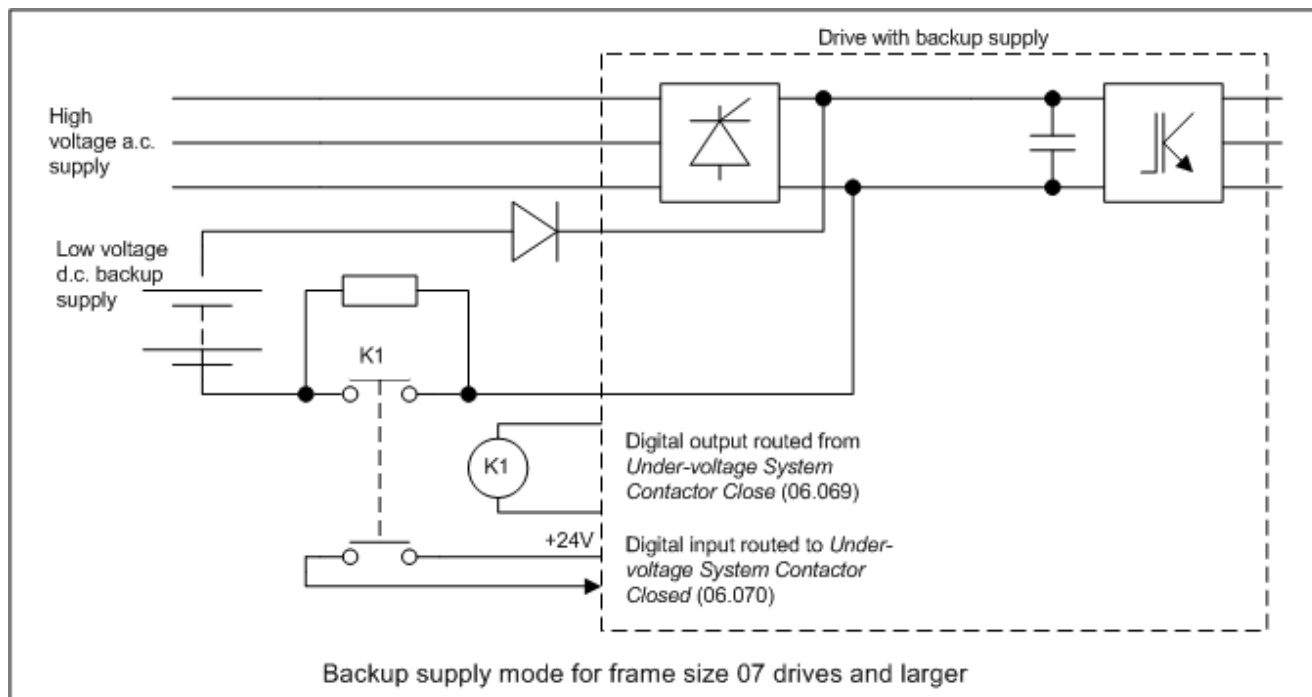 Drive with backup supply
High
voltage a.c.
supply
Low voltage
d.c. backup
supply
K1
K1
Digital output routed from
Under-voltage System
Contactor Close (06.069)
+24V
Digital input routed to Under-
voltage System Contactor
Closed (06.070)
Backup supply mode for frame size 07 drives and larger